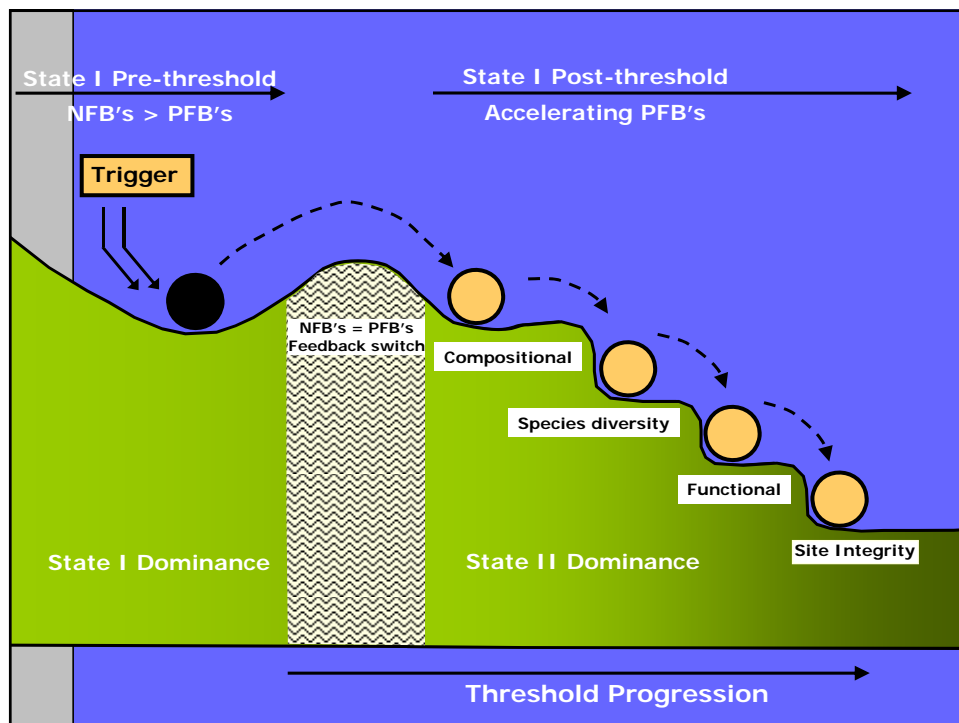 State I Pre-threshold
NFB's > PFB's
State I Post-threshold
Accelerating PFB's
Trigger
NFB's = PFB's
Feedback switch
Compositional
Species diversity
Functional
Site Integrity
State I Dominance
State II Dominance
Threshold Progression